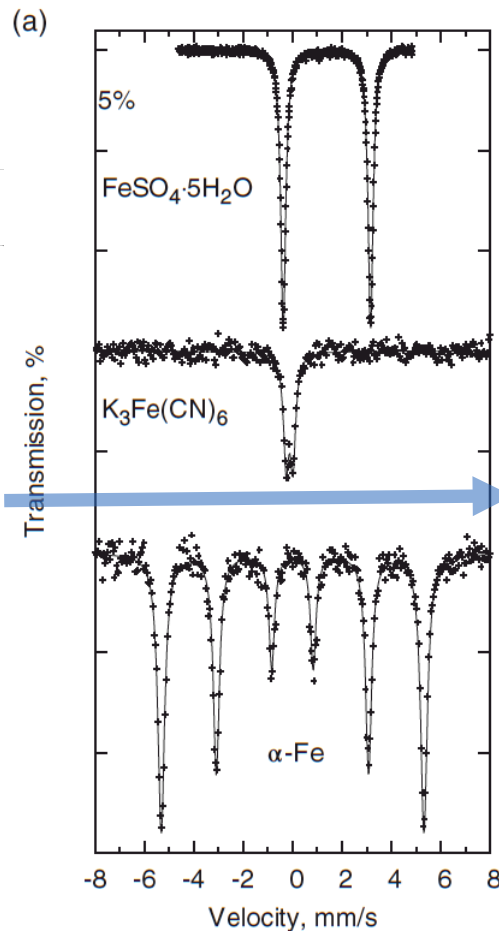 (a)
5%
FeSO₄·5H₂O
K₃Fe(CN)₆
Transmission, %
α-Fe
-8 -6 -4 -2 0 2 4 6 8
Velocity, mm/s